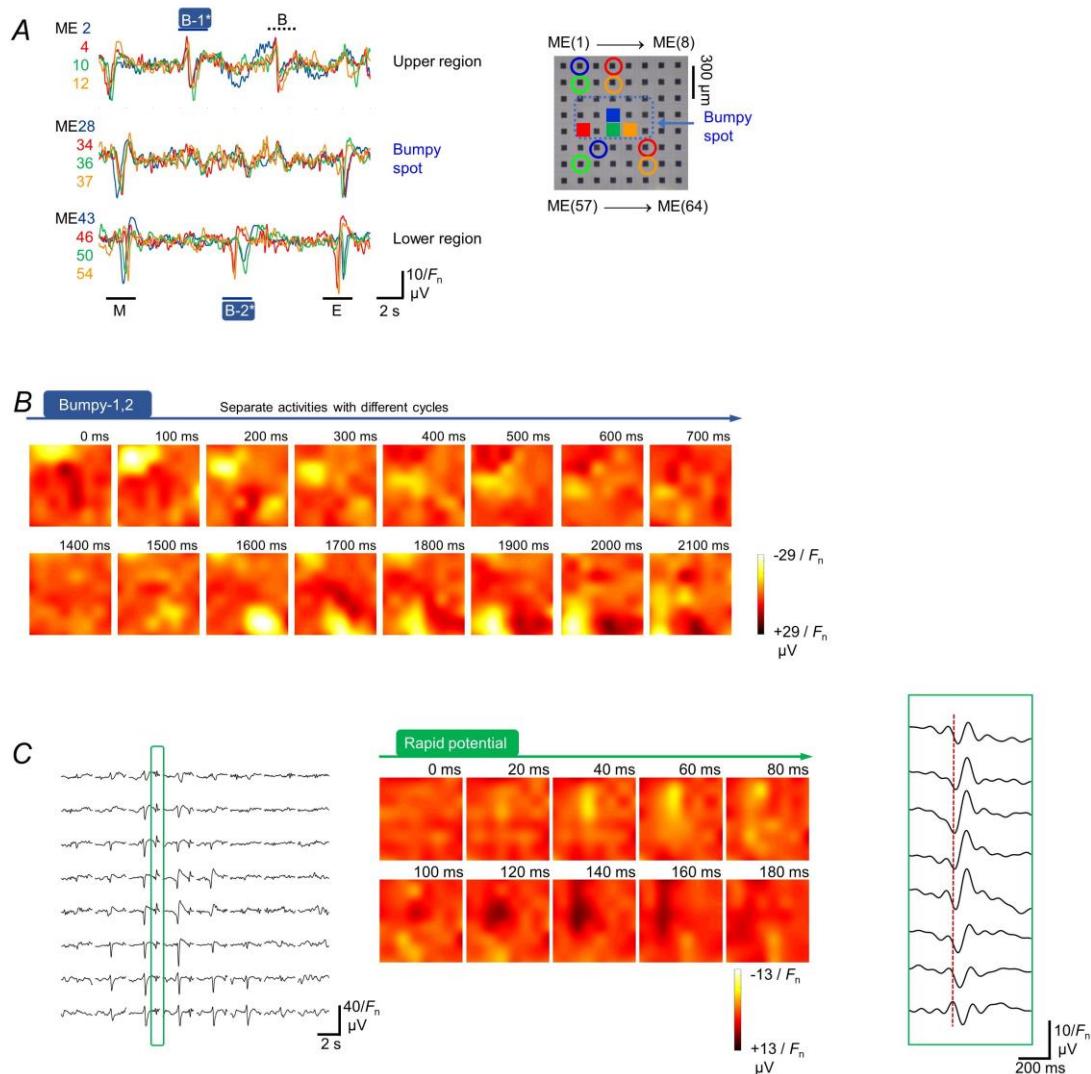 A
ME 2
4
10
12
B-1*
B
Upper region
ME28
34
36
37
Bumpy
spot
ME43
46
50
54
Lower region
10/Fn
µV
2 s
M
B-2*
E
ME(1) → ME(8)
300 µm
Bumpy
spot
ME(57) → ME(64)
B
Bumpy-1,2
Separate activities with different cycles
0 ms 100 ms 200 ms 300 ms 400 ms 500 ms 600 ms 700 ms
1400 ms 1500 ms 1600 ms 1700 ms 1800 ms 1900 ms 2000 ms 2100 ms
-29 / Fn
+29 / Fn
µV
C
40/Fn
µV
2 s
Rapid potential
0 ms 20 ms 40 ms 60 ms 80 ms
100 ms 120 ms 140 ms 160 ms 180 ms
-13 / Fn
+13 / Fn
µV
10/Fn
µV
200 ms